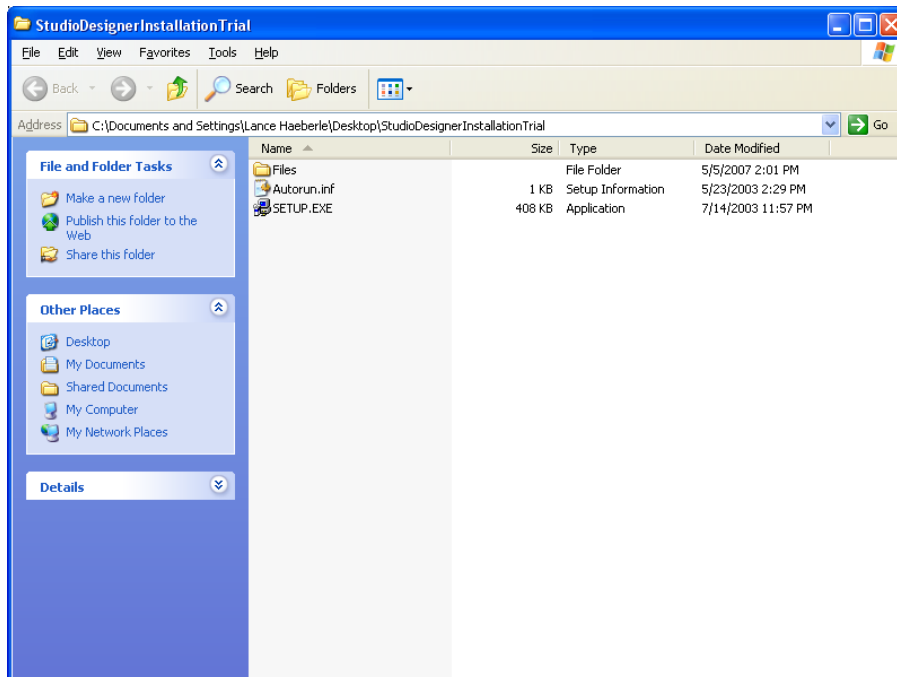 StudioDesignerInstallationTrial
File Edit View Favorites Tools Help
Back Search Folders
Address C:\Documents and Settings\Lance Haeberle\Desktop\StudioDesignerInstallationTrial Go
File and Folder Tasks
Make a new folder
Publish this folder to the
Web
Share this folder
Other Places
Desktop
My Documents
Shared Documents
My Computer
My Network Places
Details
Name Size Type Date Modified
Files File Folder 5/5/2007 2:01 PM
Autorun.inf 1 KB Setup Information 5/23/2003 2:29 PM
SETUP.EXE 408 KB Application 7/14/2003 11:57 PM